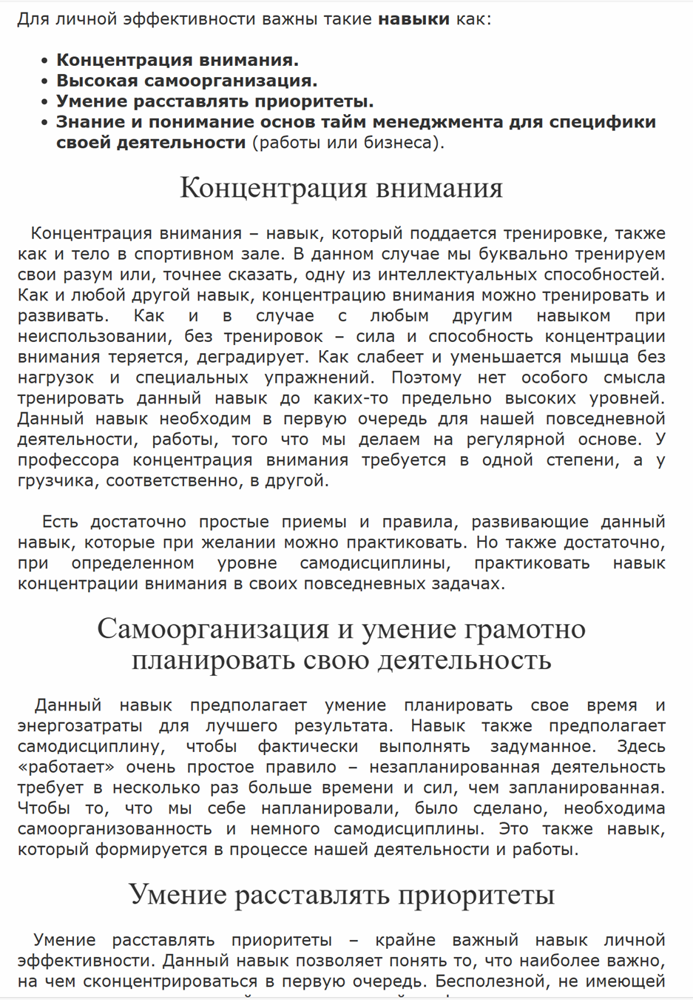 Для личной эффективности важны такие навыки как:
• Концентрация внимания.
• Высокая самоорганизация.
• Умение расставлять приоритеты.
• Знание и понимание основ тайм менеджмента для специфики
своей деятельности (работы или бизнеса).
Концентрация внимания
Концентрация внимания – навык, который поддается тренировке, также
как и тело в спортивном зале. В данном случае мы буквально тренируем
свои разум или, точнее сказать, одну из интеллектуальных способностей.
Как и любой другой навык, концентрацию внимания можно тренировать и
развивать. Как и в случае с любым другим навыком при
неиспользовании, без тренировок – сила и способность концентрации
внимания теряется, деградирует. Как слабеет и уменьшается мышца без
нагрузок и специальных упражнений. Поэтому нет особого смысла
тренировать данный навык до каких-то предельно высоких уровней.
Данный навык необходим в первую очередь для нашей повседневной
деятельности, работы, того что мы делаем на регулярной основе. У
профессора концентрация внимания требуется в одной степени, а у
грузчика, соответственно, в другой.
Есть достаточно простые приемы и правила, развивающие данный
навык, которые при желании можно практиковать. Но также достаточно,
при определенном уровне самодисциплины, практиковать навык
концентрации внимания в своих повседневных задачах.
Самоорганизация и умение грамотно
планировать свою деятельность
Данный навык предполагает умение планировать свое время и
энергозатраты для лучшего результата. Навык также предполагает
самодисциплину, чтобы фактически выполнять задуманное. Здесь
«работает» очень простое правило – незапланированная деятельность
требует в несколько раз больше времени и сил, чем запланированная.
Чтобы то, что мы себе напланировали, было сделано, необходима
самоорганизованность и немного самодисциплины. Это также навык,
который формируется в процессе нашей деятельности и работы.
Умение расставлять приоритеты
Умение расставлять приоритеты – крайне важный навык личной
эффективности. Данный навык позволяет понять то, что наиболее важно,
на чем сконцентрироваться в первую очередь. Бесполезной, не имеющей